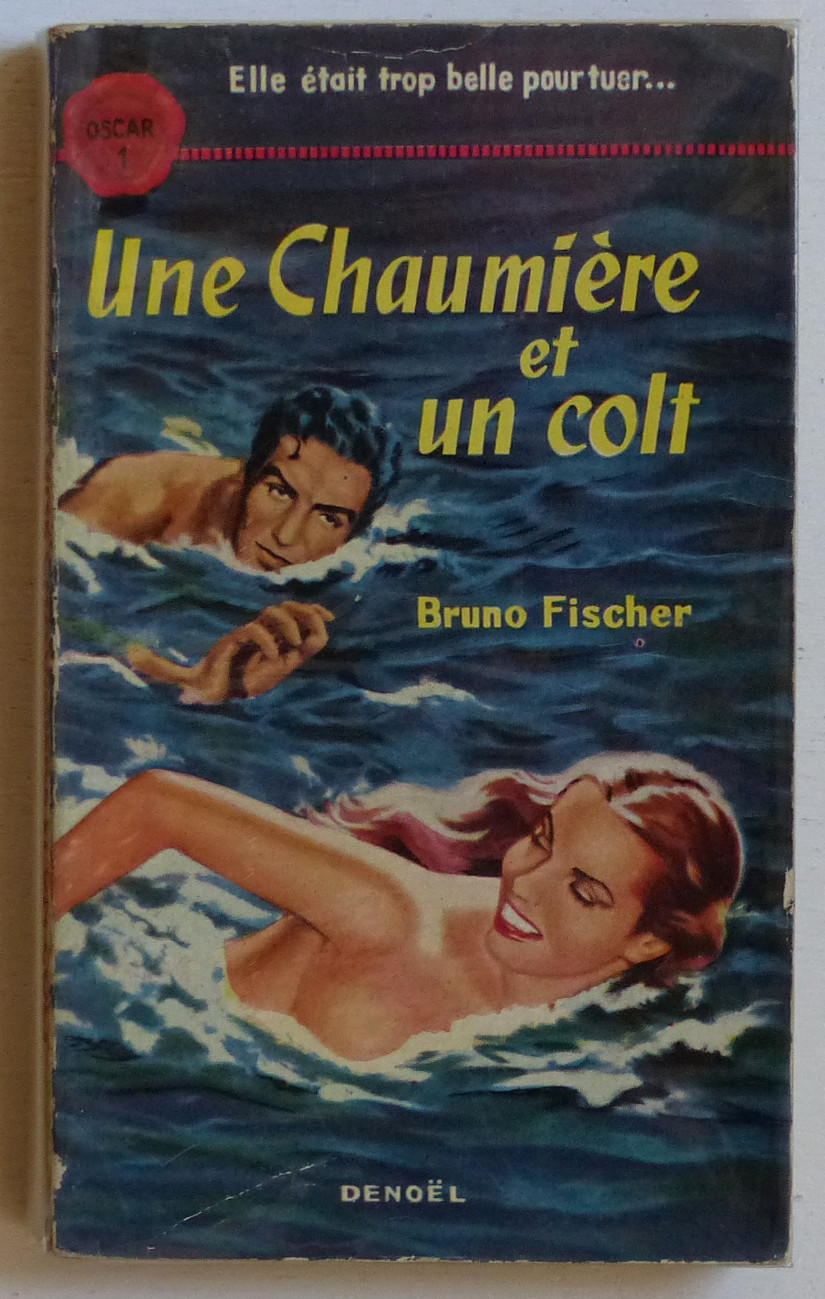 Elle était trop belle pour tuer...
OSCAR
1
Une Chaumière
et
un colt
Bruno Fischer
DENOËL